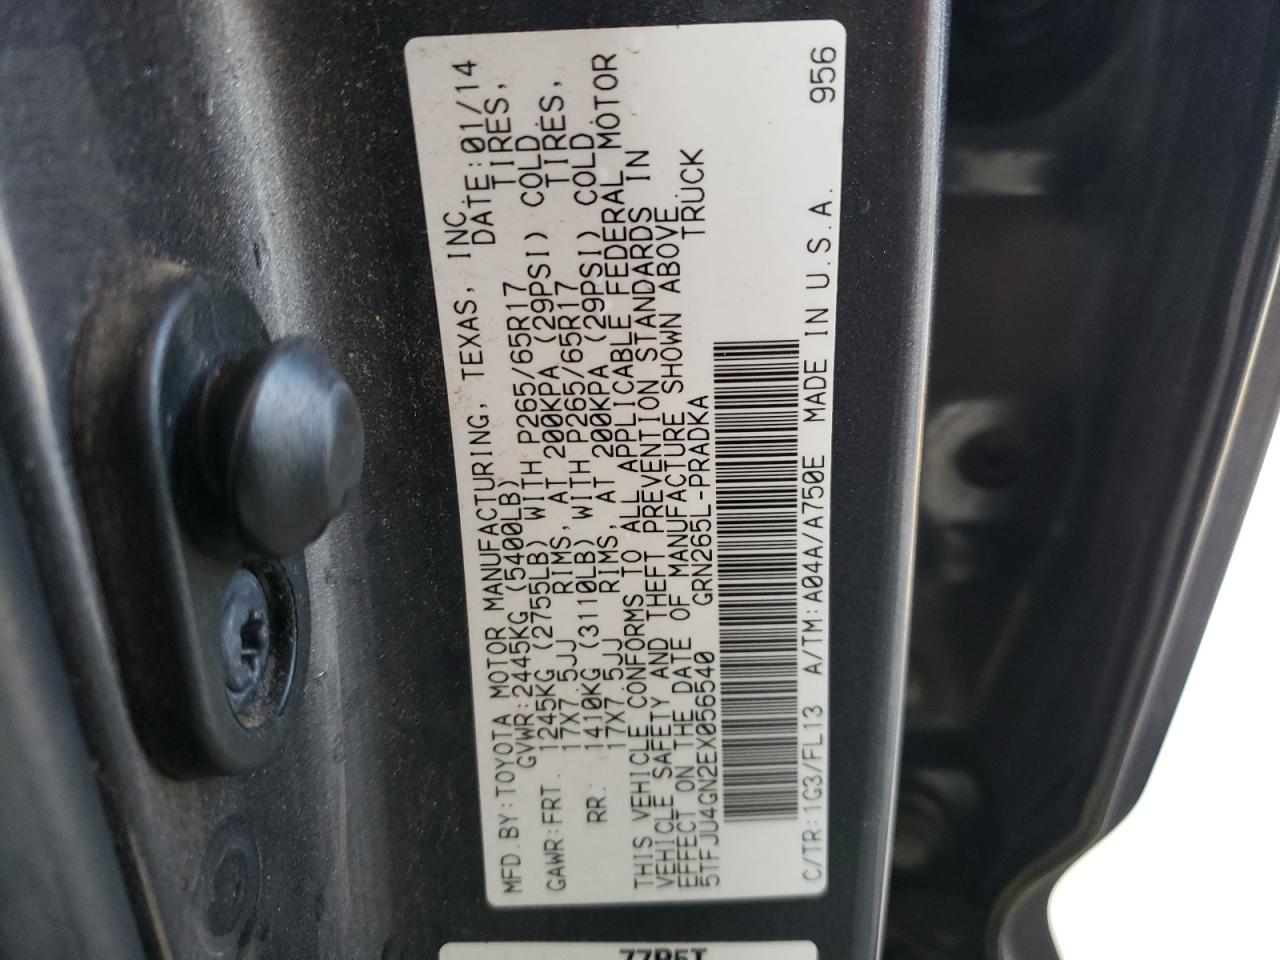 MFD.BY:TOYOTA MOTOR MANUFACTURING, TEXAS, INC.
GVWR:2445KG (5400LB) DATE:01/14
GAWR:FRT. 1245KG (2755LB) WITH P265/65R17 TIRES,
17X7.5JJ RIMS, AT 200KPA (29PSI) COLD
RR. 1410KG (3110LB) WITH P265/65R17 TIRES,
17X7.5JJ RIMS, AT 200KPA (29PSI) COLD
THIS VEHICLE CONFORMS TO ALL APPLICABLE FEDERAL MOTOR
VEHICLE SAFETY AND THEFT PREVENTION STANDARDS IN
EFFECT ON THE DATE OF MANUFACTURE SHOWN ABOVE.
5TFJU4GN2EX056540 GRN265L-PRADKA TRUCK
C/TR:1G3/FL13 A/TM:A04A/A750E MADE IN U.S.A. 956